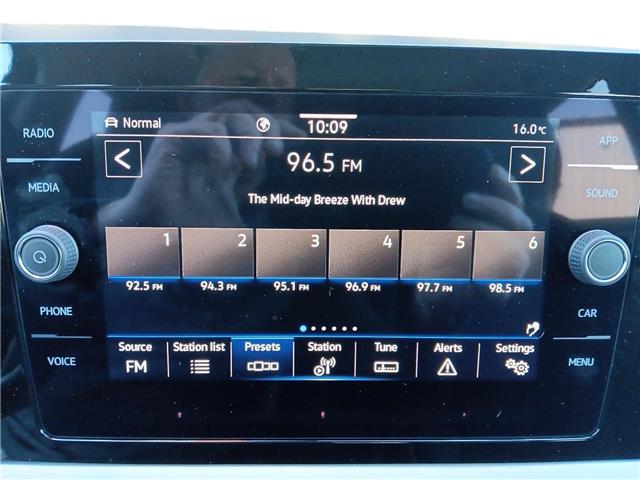 RADIO
MEDIA
PHONE
VOICE
Normal
10:09
16.0°C
96.5 FM
The Mid-day Breeze With Drew
1 2 3 4 5 6
92.5 FM 94.3 FM 95.1 FM 96.9 FM 97.7 FM 98.5 FM
Source Station list Presets Station Tune Alerts Settings
FM
APP
SOUND
CAR
MENU